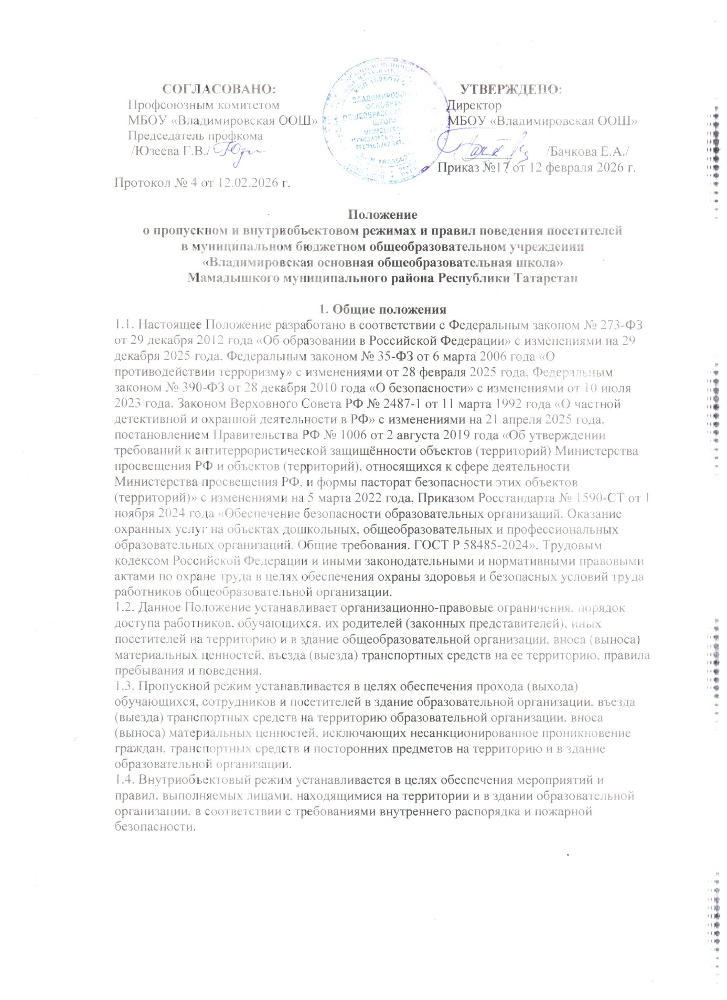 СОГЛАСОВАНО:
Профсоюзным комитетом
МБОУ «Владимировская ООШ»
Председатель профкома
/Юзеева Г.В./
Протокол № 4 от 12.02.2026 г.
УТВЕРЖДЕНО:
Директор
МБОУ «Владимировская ООШ»
/Бачкова Е.А./
Приказ №17 от 12 февраля 2026 г.
ОСНОВНАЯ
ШКОЛА»
Положение
о пропускном и внутриобъектовом режимах и правил поведения посетителей
в муниципальном бюджетном общеобразовательном учреждении
«Владимировская основная общеобразовательная школа»
Мамадышкого муниципального района Республики Татарстан
1. Общие положения
1.1. Настоящее Положение разработано в соответствии с Федеральным законом № 273-ФЗ
от 29 декабря 2012 года «Об образовании в Российской Федерации» с изменениями на 29
декабря 2025 года, Федеральным законом № 35-ФЗ от 6 марта 2006 года «О
противодействии терроризму» с изменениями от 28 февраля 2025 года, Федеральным
законом № 390-ФЗ от 28 декабря 2010 года «О безопасности» с изменениями от 10 июля
2023 года. Законом Верховного Совета РФ № 2487-1 от 11 марта 1992 года «О частной
детективной и охранной деятельности в РФ» с изменениями на 21 апреля 2025 года,
постановлением Правительства РФ № 1006 от 2 августа 2019 года «Об утверждении
требований к антитеррористической защищённости объектов (территорий) Министерства
просвещения РФ и объектов (территорий), относящихся к сфере деятельности
Министерства просвещения РФ, и формы пасторат безопасности этих объектов
(территорий)» с изменениями на 5 марта 2022 года, Приказом Росстандарта № 1590-СТ от 1
ноября 2024 года «Обеспечение безопасности образовательных организаций. Оказание
охранных услуг на объектах дошкольных, общеобразовательных и профессиональных
образовательных организаций. Общие требования. ГОСТ Р 58485-2024», Трудовым
кодексом Российской Федерации и иными законодательными и нормативными правовыми
актами по охране труда в целях обеспечения охраны здоровья и безопасных условий труда
работников общеобразовательной организации.
1.2. Данное Положение устанавливает организационно-правовые ограничения, порядок
доступа работников, обучающихся, их родителей (законных представителей), иных
посетителей на территорию и в здание общеобразовательной организации, вноса (выноса)
материальных ценностей, въезда (выезда) транспортных средств на ее территорию, правила
пребывания и поведения.
1.3. Пропускной режим устанавливается в целях обеспечения прохода (выхода)
обучающихся, сотрудников и посетителей в здание образовательной организации, въезда
(выезда) транспортных средств на территорию образовательной организации, вноса
(выноса) материальных ценностей, исключающих несанкционированное проникновение
граждан, транспортных средств и посторонних предметов на территорию и в здание
образовательной организации.
1.4. Внутриобъектовый режим устанавливается в целях обеспечения мероприятий и
правил, выполняемых лицами, находящимися на территории и в здании образовательной
организации, в соответствии с требованиями внутреннего распорядка и пожарной
безопасности.